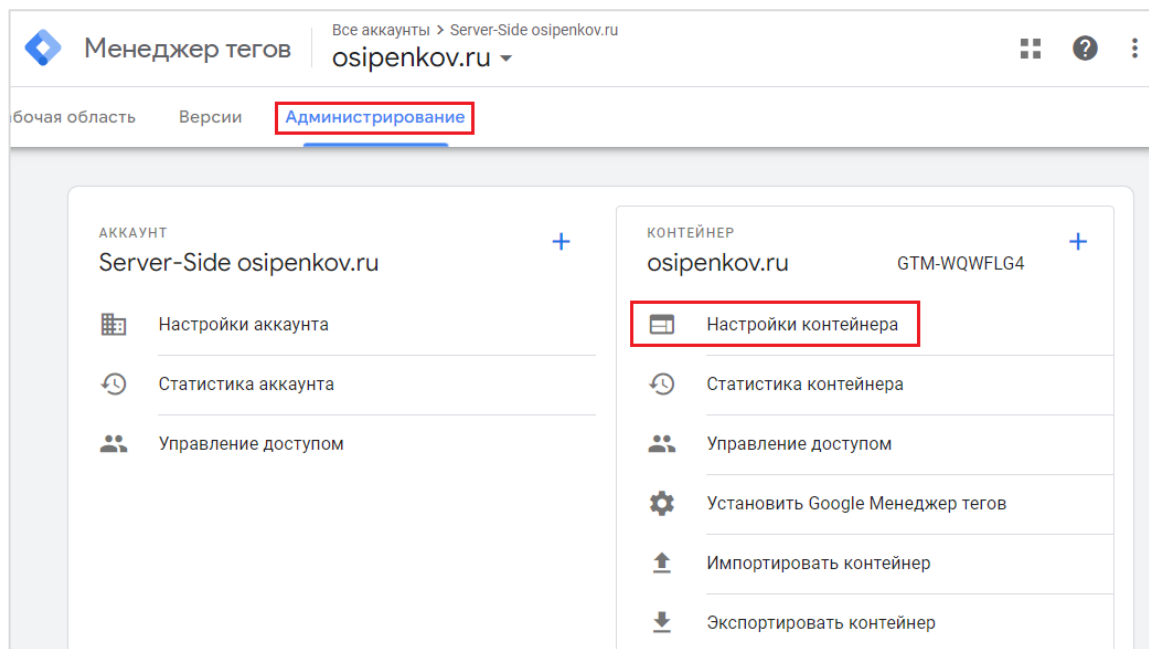 Менеджер тегов
Все аккаунты > Server-Side osipenkov.ru
osipenkov.ru
бочая область Версии Администрирование
АККАУНТ
Server-Side osipenkov.ru
Настройки аккаунта
Статистика аккаунта
Управление доступом
КОНТЕЙНЕР
osipenkov.ru GTM-WQWFLG4
Настройки контейнера
Статистика контейнера
Управление доступом
Установить Google Менеджер тегов
Импортировать контейнер
Экспортировать контейнер